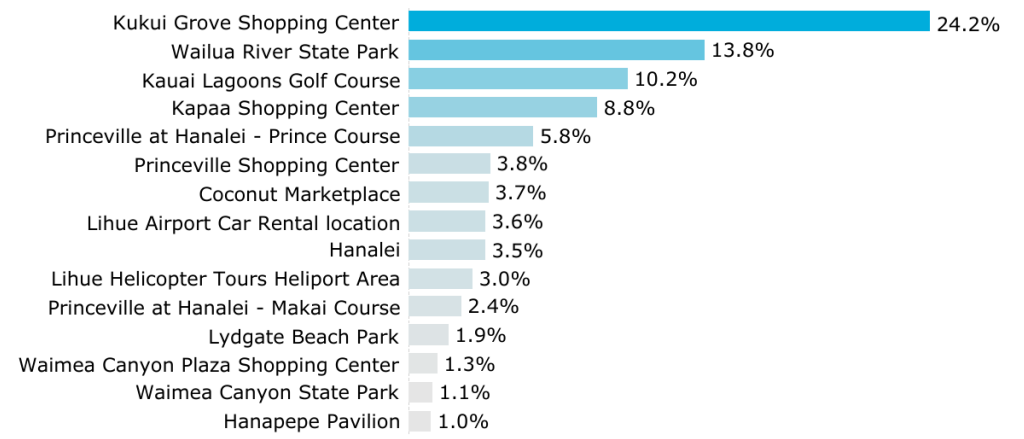 Kukui Grove Shopping Center 24.2%
Wailua River State Park 13.8%
Kauai Lagoons Golf Course 10.2%
Kapaa Shopping Center 8.8%
Princeville at Hanalei - Prince Course 5.8%
Princeville Shopping Center 3.8%
Coconut Marketplace 3.7%
Lihue Airport Car Rental location 3.6%
Hanalei 3.5%
Lihue Helicopter Tours Heliport Area 3.0%
Princeville at Hanalei - Makai Course 2.4%
Lydgate Beach Park 1.9%
Waimea Canyon Plaza Shopping Center 1.3%
Waimea Canyon State Park 1.1%
Hanapepe Pavilion 1.0%